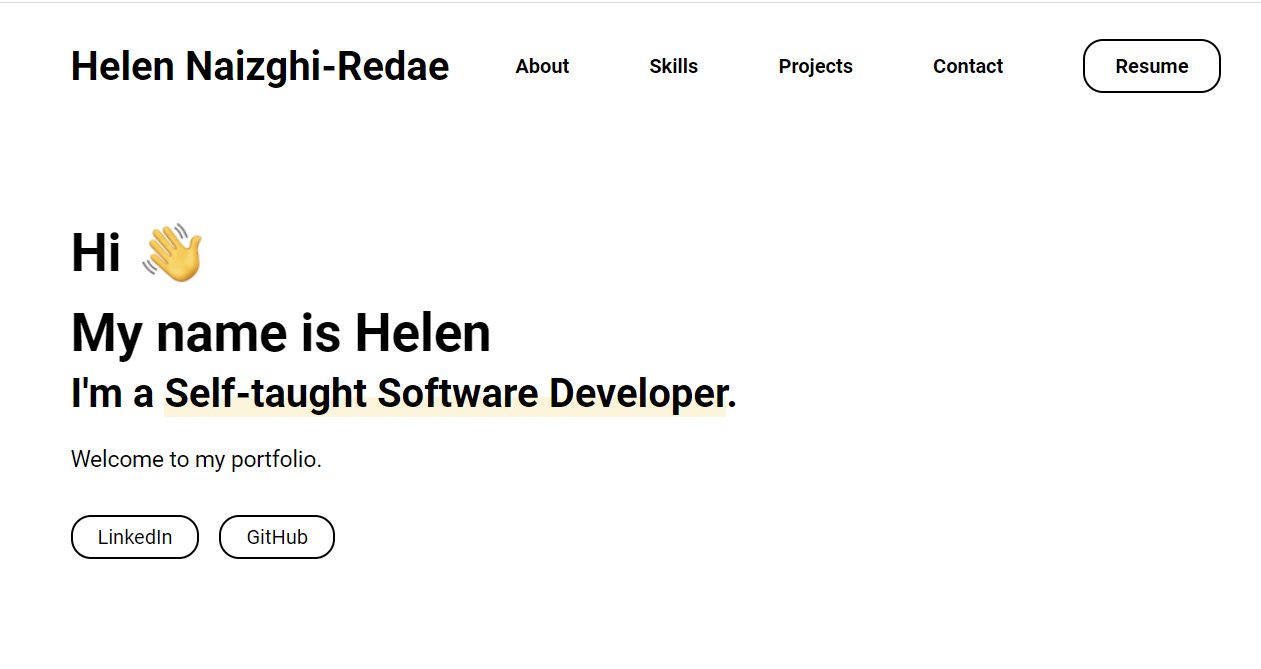 Helen Naizghi-Redae About Skills Projects Contact Resume
Hi 👋
My name is Helen
I'm a Self-taught Software Developer.
Welcome to my portfolio.
LinkedIn GitHub